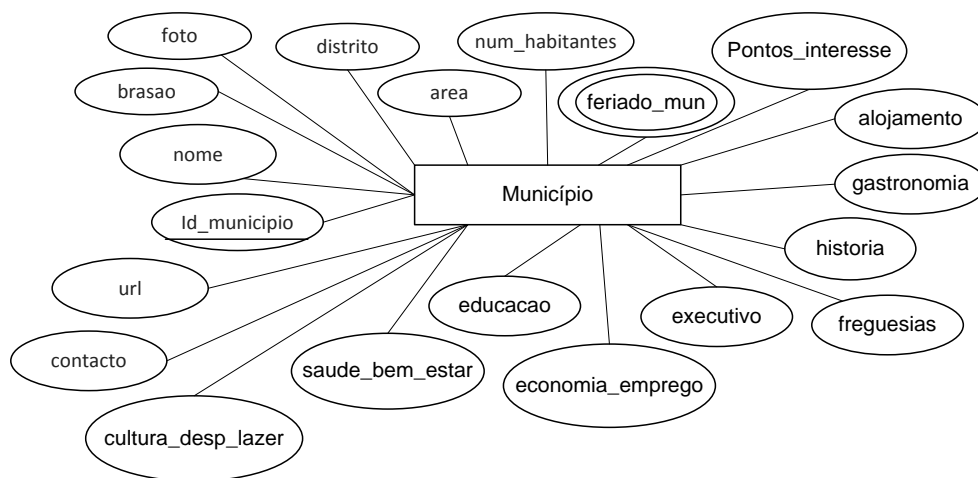 foto
distrito
num_habitantes
Pontos_interesse
brasao
area
feriado_mun
alojamento
nome
gastronomia
Município
Id_municipio
historia
url
educacao
executivo
freguesias
contacto
saude_bem_estar
economia_emprego
cultura_desp_lazer